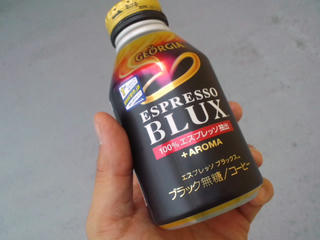 GEORGIA
ESPRESSO
BLUX
100%エスプレッソ抽出
+AROMA
エスプレッソ ブラックス
ブラック無糖/コーヒー